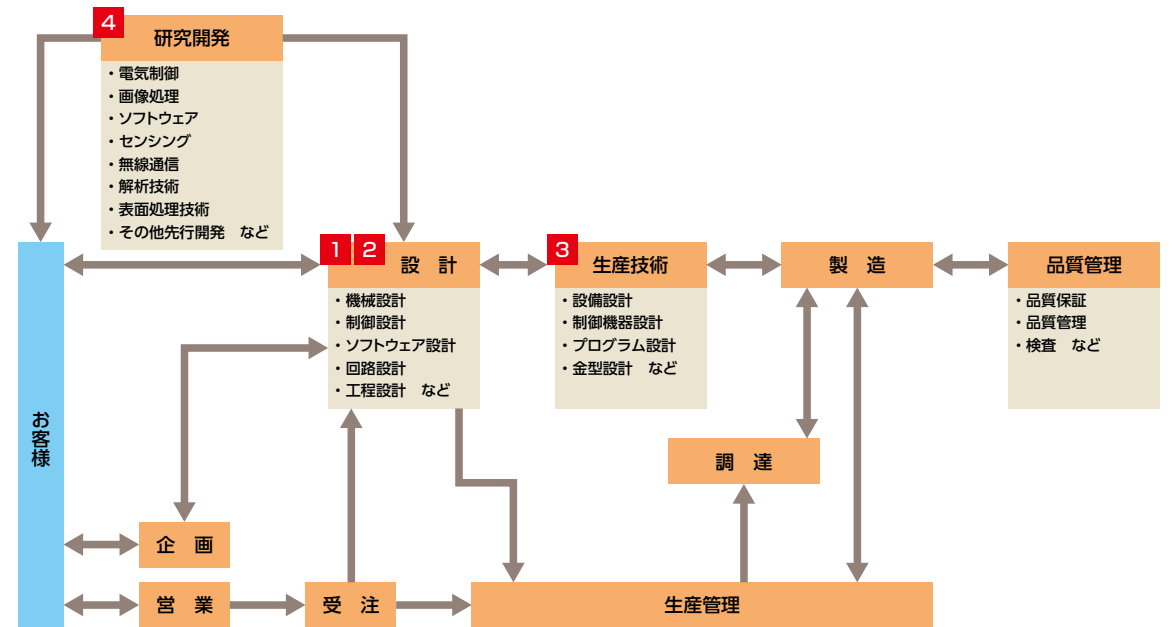 4
研究開発
・電気制御
・画像処理
・ソフトウェア
・センシング
・無線通信
・解析技術
・表面処理技術
・その他先行開発　など
1 2
設　計
・機械設計
・制御設計
・ソフトウェア設計
・回路設計
・工程設計　など
3
生産技術
・設備設計
・制御機器設計
・プログラム設計
・金型設計　など
製　造
品質管理
・品質保証
・品質管理
・検査　など
お客様
調　達
企　画
営　業
受　注
生産管理